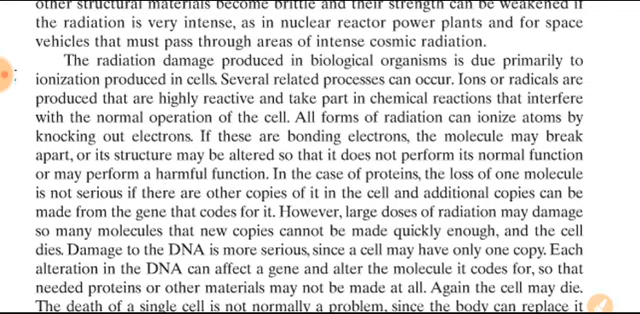 other structural materials become brittle and their strength can be weakened if
the radiation is very intense, as in nuclear reactor power plants and for space
vehicles that must pass through areas of intense cosmic radiation.
The radiation damage produced in biological organisms is due primarily to
ionization produced in cells. Several related processes can occur. Ions or radicals are
produced that are highly reactive and take part in chemical reactions that interfere
with the normal operation of the cell. All forms of radiation can ionize atoms by
knocking out electrons. If these are bonding electrons, the molecule may break
apart, or its structure may be altered so that it does not perform its normal function
or may perform a harmful function. In the case of proteins, the loss of one molecule
is not serious if there are other copies of it in the cell and additional copies can be
made from the gene that codes for it. However, large doses of radiation may damage
so many molecules that new copies cannot be made quickly enough, and the cell
dies. Damage to the DNA is more serious, since a cell may have only one copy. Each
alteration in the DNA can affect a gene and alter the molecule it codes for, so that
needed proteins or other materials may not be made at all. Again the cell may die.
The death of a single cell is not normally a problem, since the body can replace it